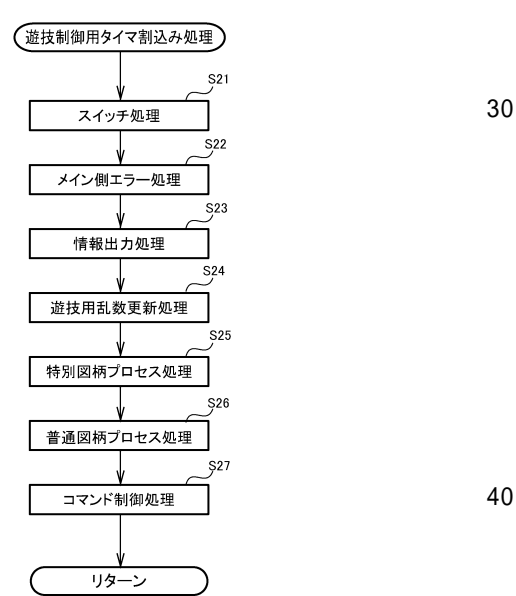 遊技制御用タイマ割込み処理
S21
スイッチ処理
30
S22
メイン側エラー処理
S23
情報出力処理
S24
遊技用乱数更新処理
S25
特別図柄プロセス処理
S26
普通図柄プロセス処理
S27
コマンド制御処理
40
リターン